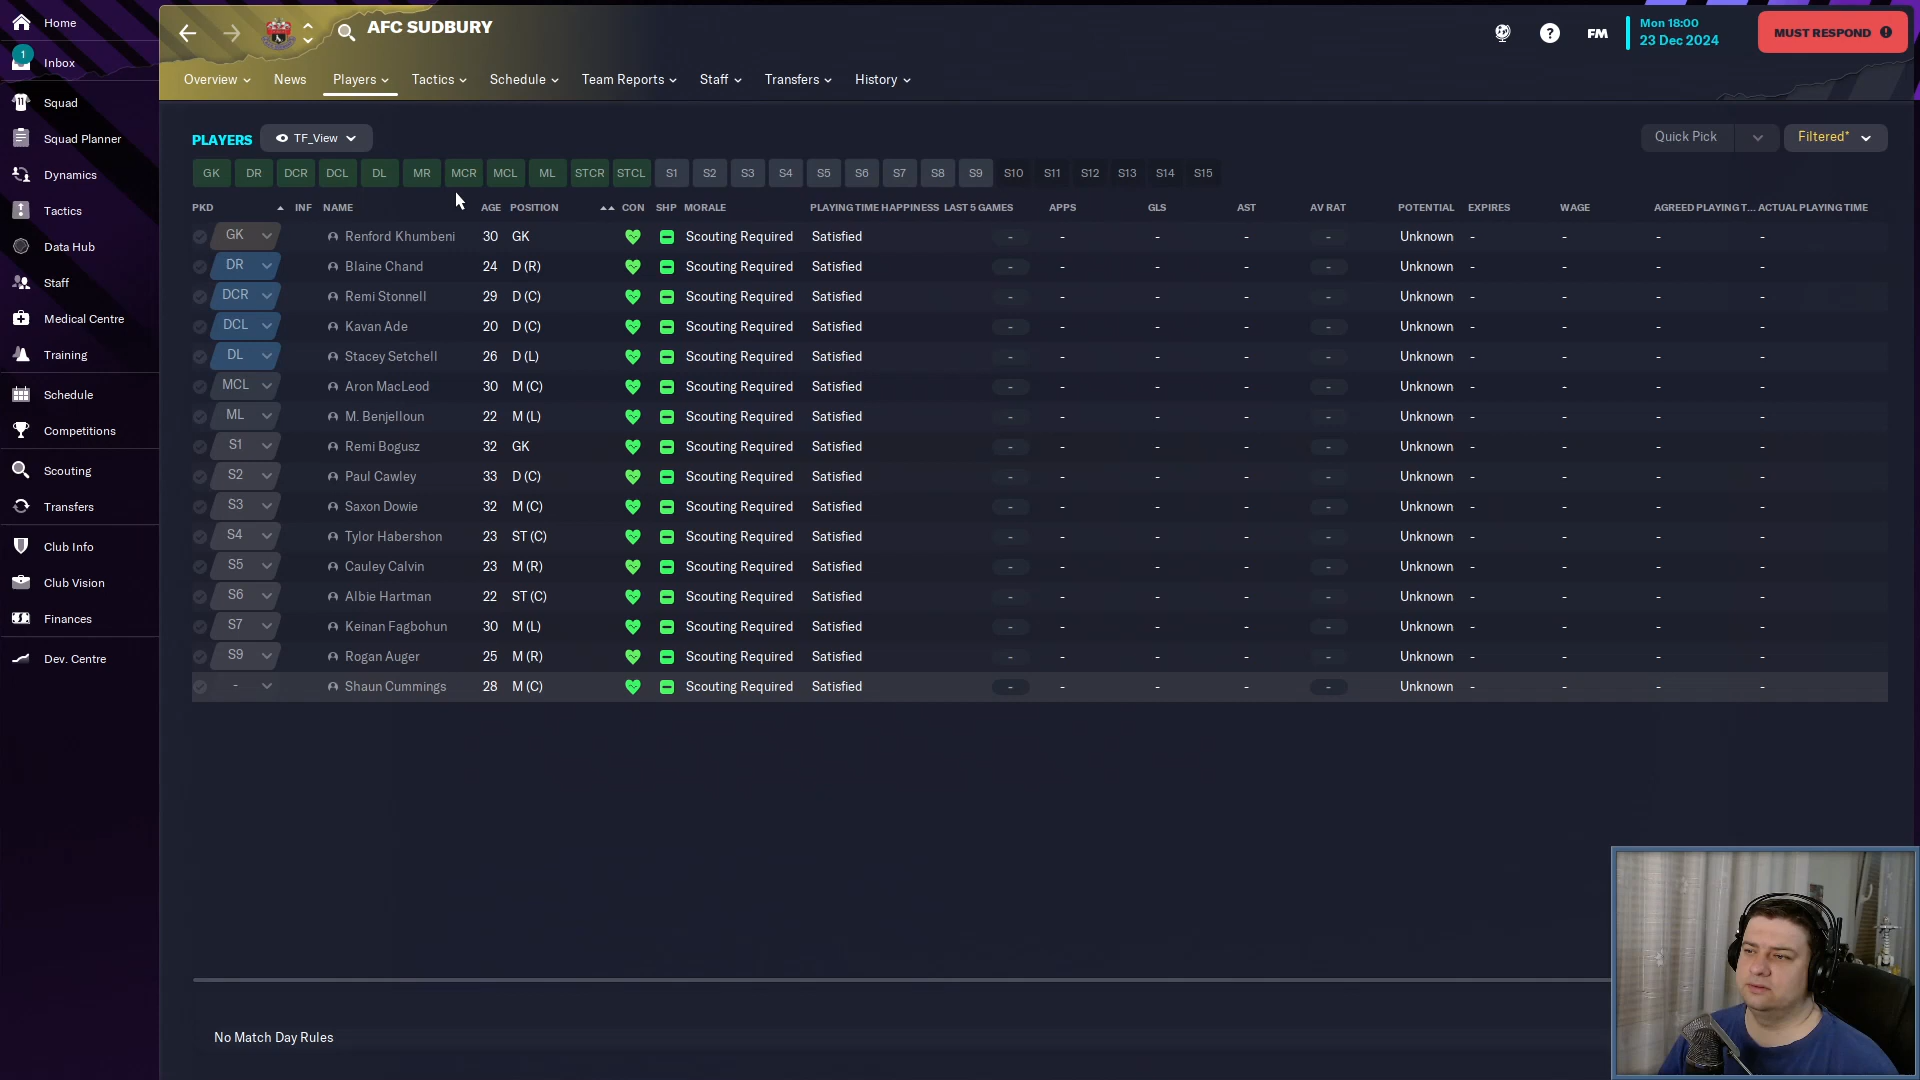 Home
1
Inbox
Squad
Squad Planner
Dynamics
Tactics
Data Hub
Staff
Medical Centre
Training
Schedule
Competitions
Scouting
Transfers
Club Info
Club Vision
Finances
Dev. Centre
AFC SUDBURY
? FM Mon 18:00
23 Dec 2024
MUST RESPOND !
Overview News Players Tactics Schedule Team Reports Staff Transfers History
PLAYERS TF_View Quick Pick Filtered*
GK DR DCR DCL DL MR MCR MCL ML STCR STCL S1 S2 S3 S4 S5 S6 S7 S8 S9 S10 S11 S12 S13 S14 S15
PKD INF NAME AGE POSITION CON SHP MORALE PLAYING TIME HAPPINESS LAST 5 GAMES APPS GLS AST AV RAT POTENTIAL EXPIRES WAGE AGREED PLAYING T... ACTUAL PLAYING TIME
GK Renford Khumbeni 30 GK Scouting Required Satisfied - - - - - Unknown - - - -
DR Blaine Chand 24 D (R) Scouting Required Satisfied - - - - - Unknown - - - -
DCR Remi Stonnell 29 D (C) Scouting Required Satisfied - - - - - Unknown - - - -
DCL Kavan Ade 20 D (C) Scouting Required Satisfied - - - - - Unknown - - - -
DL Stacey Setchell 26 D (L) Scouting Required Satisfied - - - - - Unknown - - - -
MCL Aron MacLeod 30 M (C) Scouting Required Satisfied - - - - - Unknown - - - -
ML M. Benjelloun 22 M (L) Scouting Required Satisfied - - - - - Unknown - - - -
S1 Remi Bogusz 32 GK Scouting Required Satisfied - - - - - Unknown - - - -
S2 Paul Cawley 33 D (C) Scouting Required Satisfied - - - - - Unknown - - - -
S3 Saxon Dowie 32 M (C) Scouting Required Satisfied - - - - - Unknown - - - -
S4 Tylor Habershon 23 ST (C) Scouting Required Satisfied - - - - - Unknown - - - -
S5 Cauley Calvin 23 M (R) Scouting Required Satisfied - - - - - Unknown - - - -
S6 Albie Hartman 22 ST (C) Scouting Required Satisfied - - - - - Unknown - - - -
S7 Keinan Fagbohun 30 M (L) Scouting Required Satisfied - - - - - Unknown - - - -
S9 Rogan Auger 25 M (R) Scouting Required Satisfied - - - - - Unknown - - - -
- Shaun Cummings 28 M (C) Scouting Required Satisfied - - - - - Unknown - - - -
No Match Day Rules